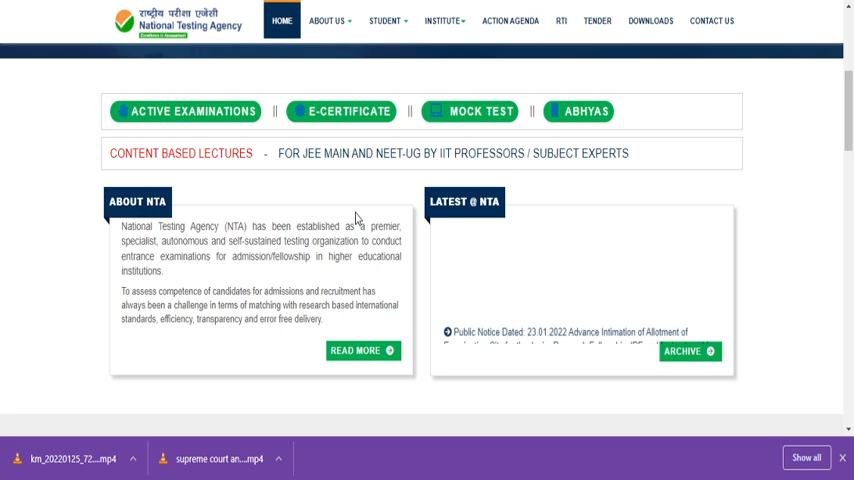 राष्ट्रीय परीक्षा एजेंसी
National Testing Agency
Excellence in Assessment
HOME ABOUT US STUDENT INSTITUTE ACTION AGENDA RTI TENDER DOWNLOADS CONTACT US
ACTIVE EXAMINATIONS || E-CERTIFICATE || MOCK TEST || ABHYAS
CONTENT BASED LECTURES - FOR JEE MAIN AND NEET-UG BY IIT PROFESSORS / SUBJECT EXPERTS
ABOUT NTA
National Testing Agency (NTA) has been established as a premier,
specialist, autonomous and self-sustained testing organization to conduct
entrance examinations for admission/fellowship in higher educational
institutions.
To assess competence of candidates for admissions and recruitment has
always been a challenge in terms of matching with research based international
standards, efficiency, transparency and error free delivery.
READ MORE
LATEST @ NTA
Public Notice Dated: 23.01.2022 Advance Intimation of Allotment of
ARCHIVE
km_20220125_72....mp4
supreme court an....mp4
Show all